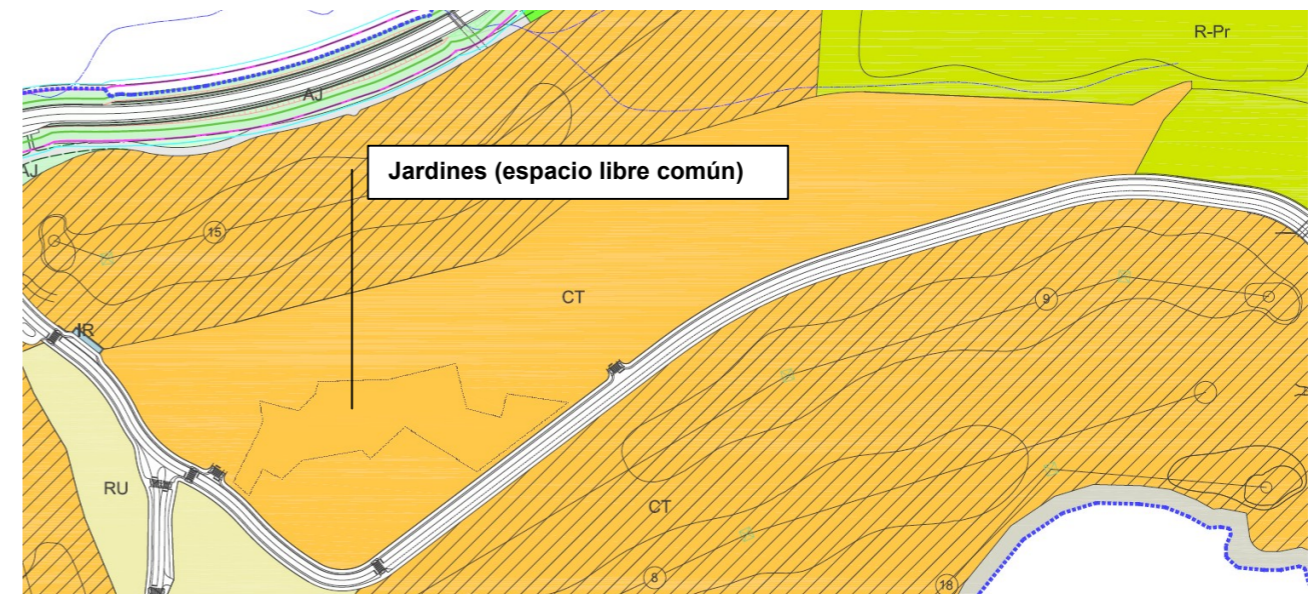 R-Pr
AJ
Jardines (espacio libre común)
AJ
15
CT
9
IR
RU
CT
8
18